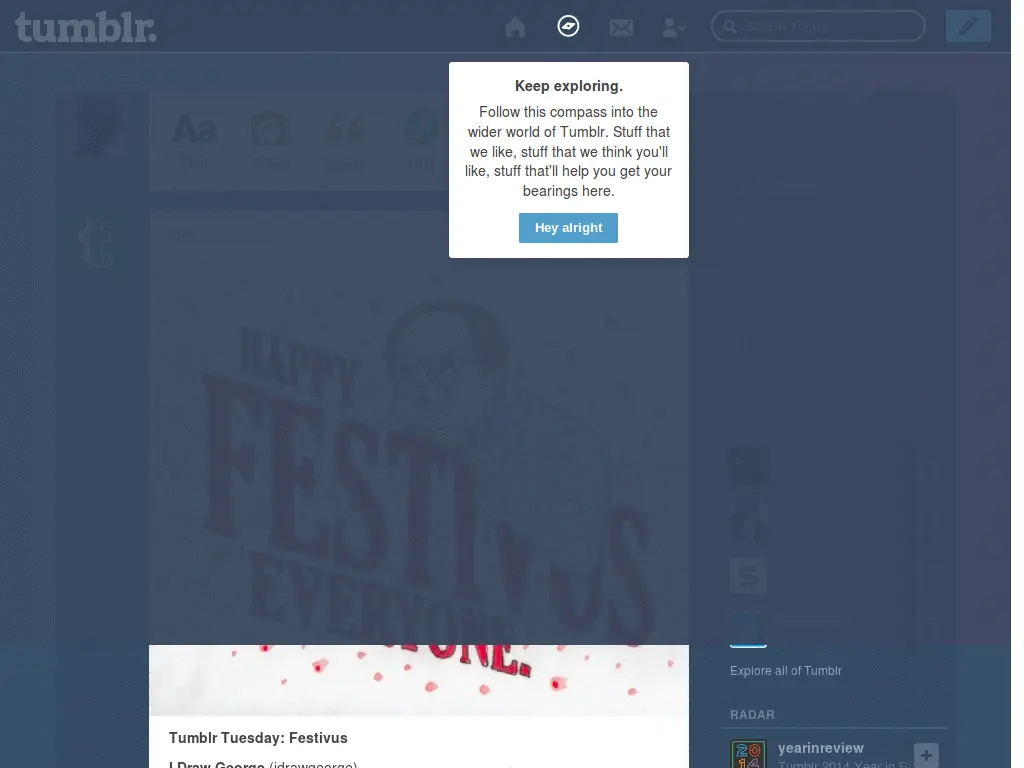 tumblr.
Search Tumblr
Keep exploring.
Follow this compass into the
wider world of Tumblr. Stuff that
we like, stuff that we think you'll
like, stuff that'll help you get your
bearings here.
Hey alright
Aa
Text
Photo
Quote
Link
HAPPY
FESTIVUS
EVERYONE.
Explore all of Tumblr
RADAR
Tumblr Tuesday: Festivus
yearinreview
2014
Tumblr 2014 Year in
I Draw George (idrawgeorge)